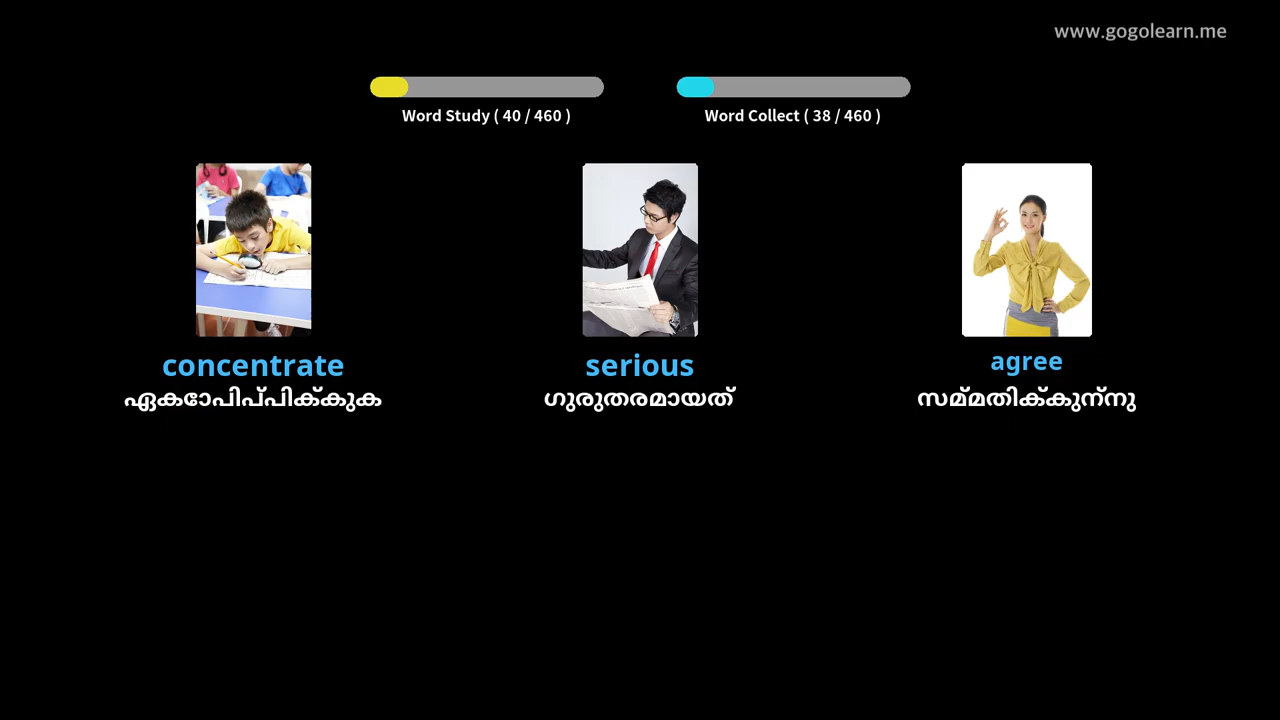 www.gogolearn.me
Word Study ( 40 / 460 )
Word Collect ( 38 / 460 )
concentrate
ഏകോപിപ്പിക്കുക
serious
ഗുരുതരമായത്
agree
സമ്മതിക്കുന്നു